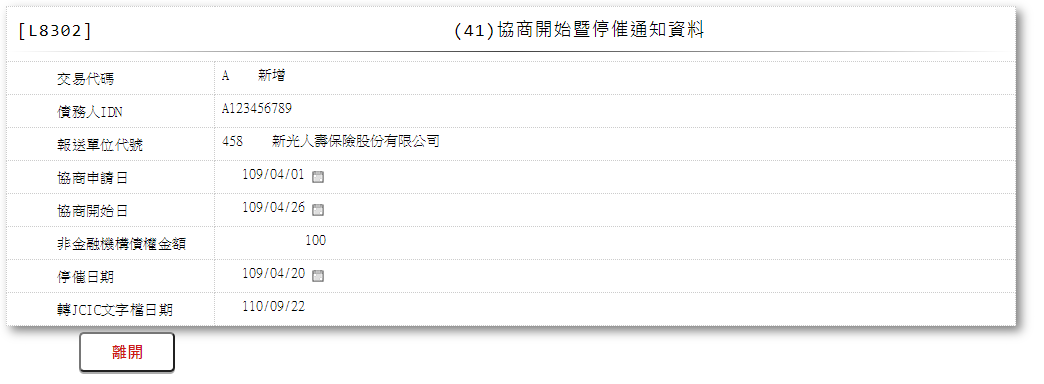 [L8302] (41)協商開始暨停催通知資料
交易代碼 A 新增
債務人IDN A123456789
報送單位代號 458 新光人壽保險股份有限公司
協商申請日 109/04/01
協商開始日 109/04/26
非金融機構債權金額 100
停催日期 109/04/20
轉JCIC文字檔日期 110/09/22
離開